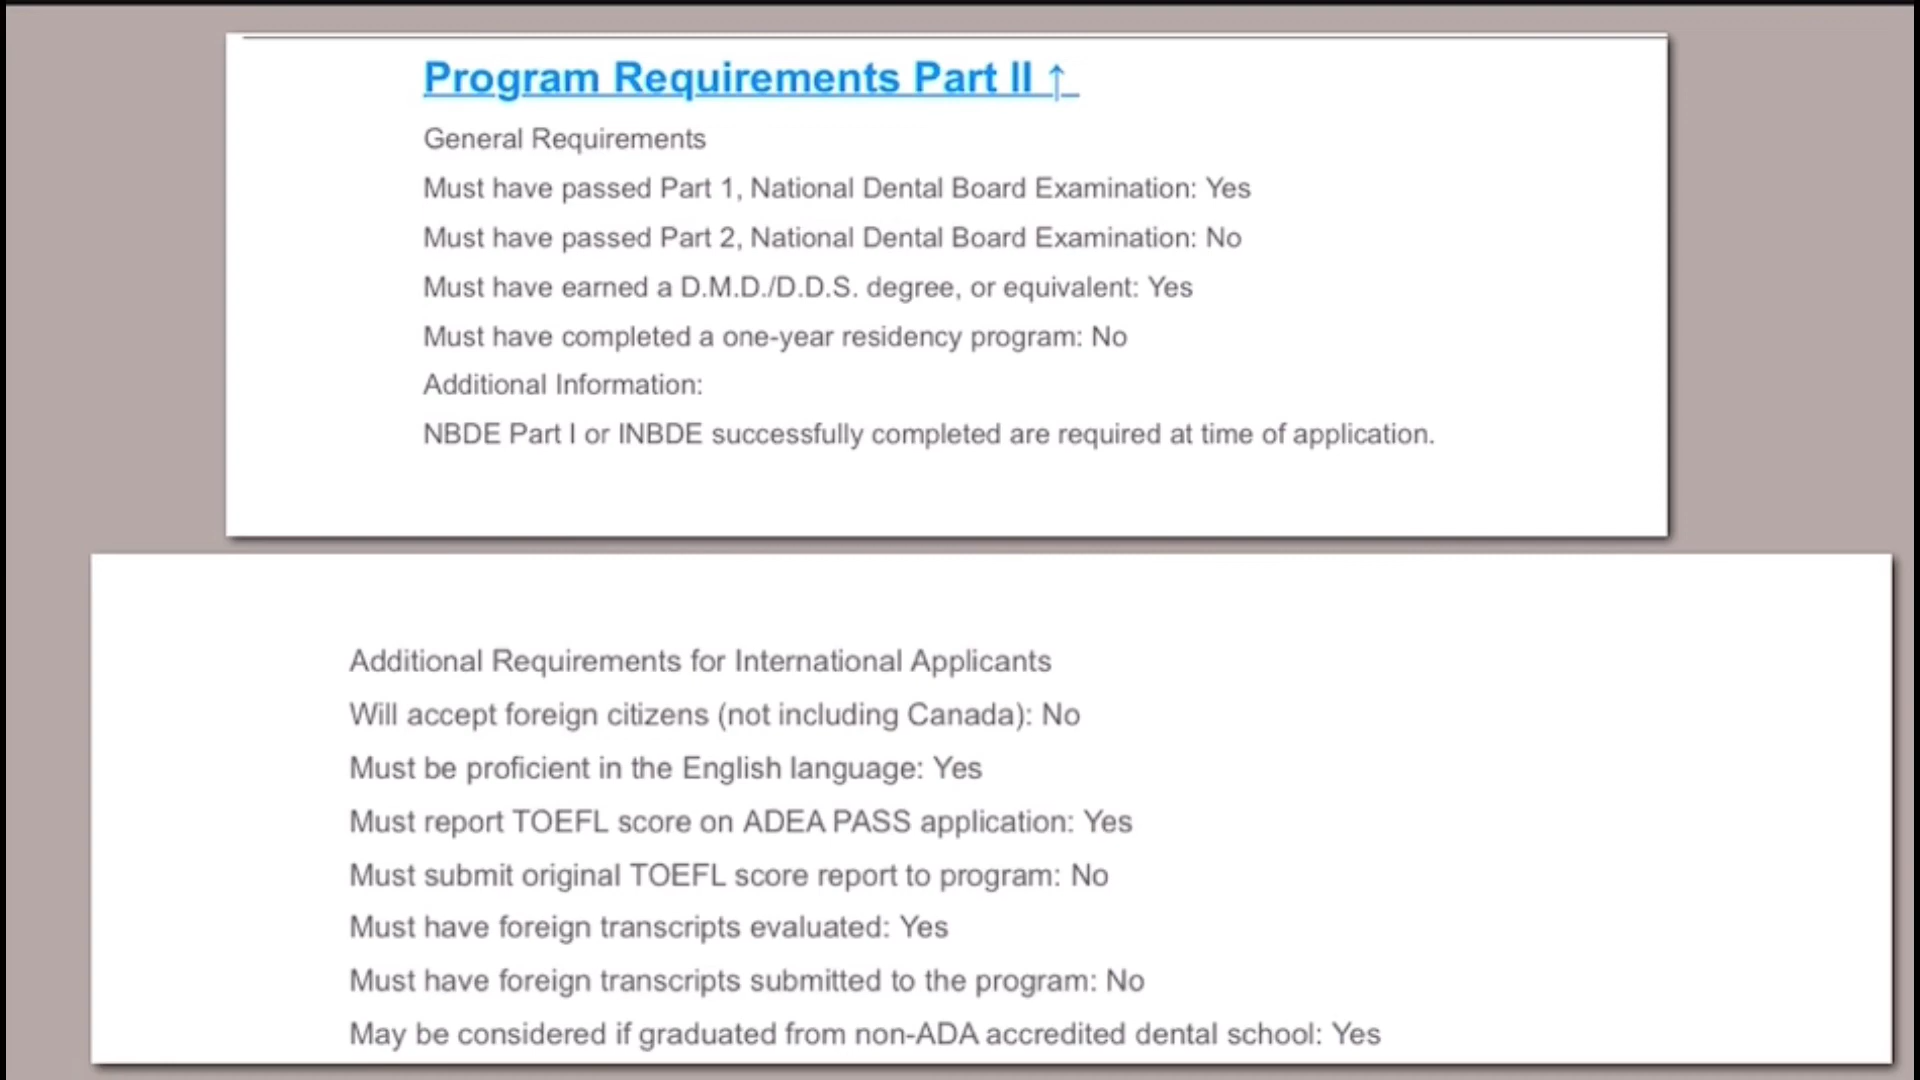 Program Requirements Part II ↑
General Requirements
Must have passed Part 1, National Dental Board Examination: Yes
Must have passed Part 2, National Dental Board Examination: No
Must have earned a D.M.D./D.D.S. degree, or equivalent: Yes
Must have completed a one-year residency program: No
Additional Information:
NBDE Part I or INBDE successfully completed are required at time of application.
Additional Requirements for International Applicants
Will accept foreign citizens (not including Canada): No
Must be proficient in the English language: Yes
Must report TOEFL score on ADEA PASS application: Yes
Must submit original TOEFL score report to program: No
Must have foreign transcripts evaluated: Yes
Must have foreign transcripts submitted to the program: No
May be considered if graduated from non-ADA accredited dental school: Yes